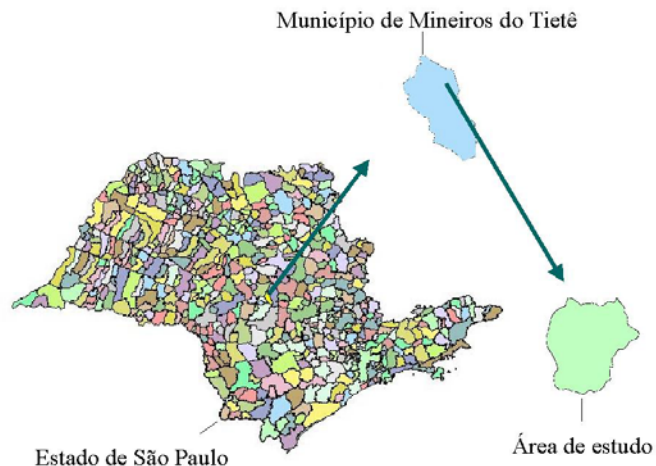 Município de Mineiros do Tietê
Estado de São Paulo
Área de estudo